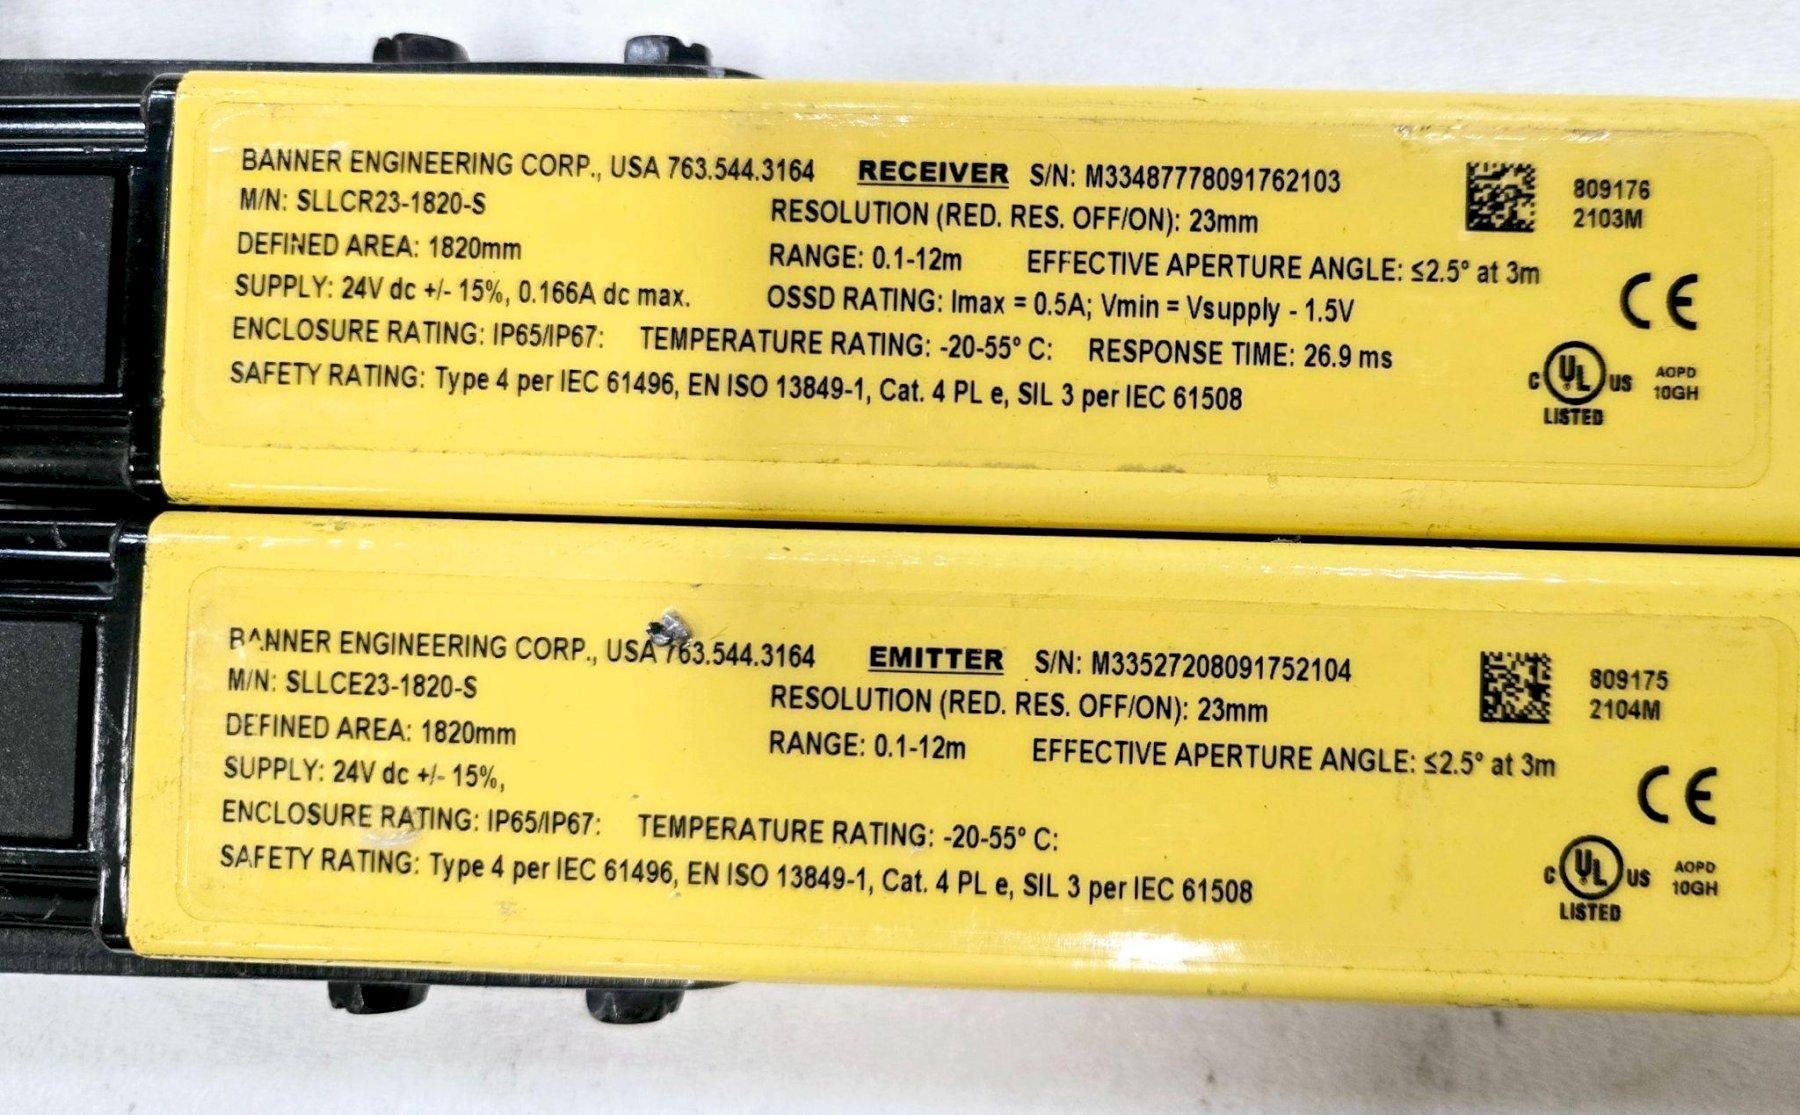 BANNER ENGINEERING CORP., USA 763.544.3164 RECEIVER S/N: M33487778091762103
M/N: SLLCR23-1820-S RESOLUTION (RED. RES. OFF/ON): 23mm
DEFINED AREA: 1820mm RANGE: 0.1-12m EFFECTIVE APERTURE ANGLE: ≤2.5° at 3m
SUPPLY: 24V dc +/- 15%, 0.166A dc max. OSSD RATING: Imax = 0.5A; Vmin = Vsupply - 1.5V
ENCLOSURE RATING: IP65/IP67: TEMPERATURE RATING: -20-55° C: RESPONSE TIME: 26.9 ms
SAFETY RATING: Type 4 per IEC 61496, EN ISO 13849-1, Cat. 4 PL e, SIL 3 per IEC 61508
809176
2103M
CE
C UL US
LISTED
AOPD
10GH
BANNER ENGINEERING CORP., USA 763.544.3164 EMITTER S/N: M33527208091752104
M/N: SLLCE23-1820-S RESOLUTION (RED. RES. OFF/ON): 23mm
DEFINED AREA: 1820mm RANGE: 0.1-12m EFFECTIVE APERTURE ANGLE: ≤2.5° at 3m
SUPPLY: 24V dc +/- 15%,
ENCLOSURE RATING: IP65/IP67: TEMPERATURE RATING: -20-55° C:
SAFETY RATING: Type 4 per IEC 61496, EN ISO 13849-1, Cat. 4 PL e, SIL 3 per IEC 61508
809175
2104M
CE
C UL US
LISTED
AOPD
10GH